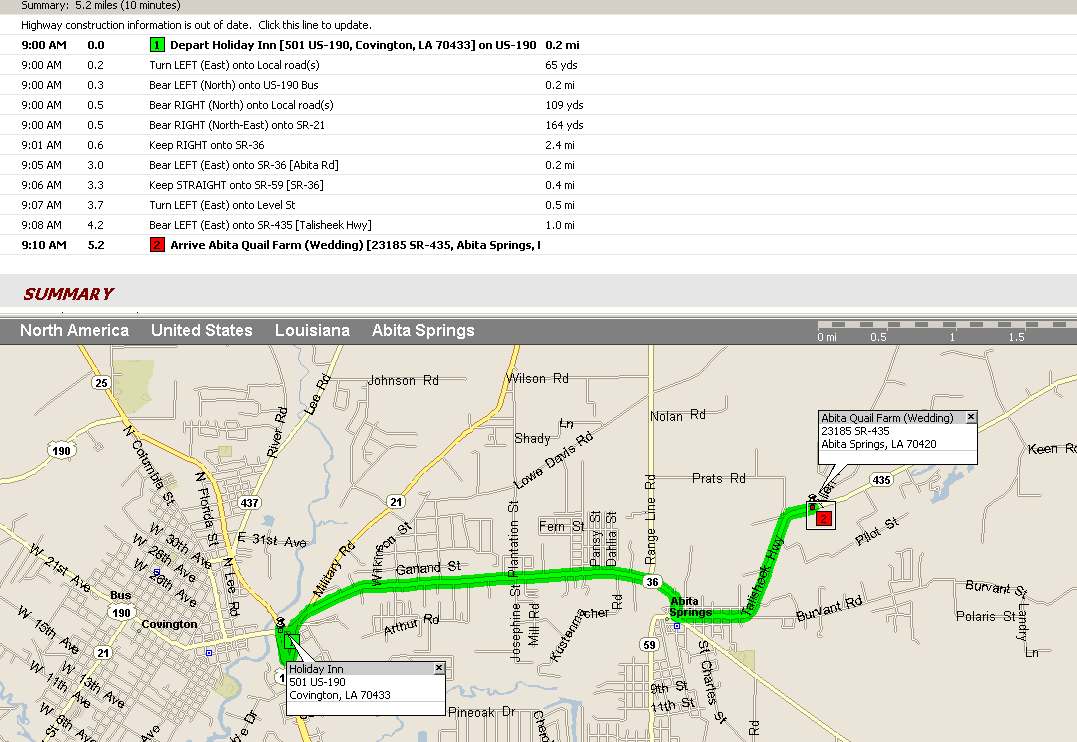 Summary: 5.2 miles (10 minutes)
Highway construction information is out of date. Click this line to update.
9:00 AM 0.0 1 Depart Holiday Inn [501 US-190, Covington, LA 70433] on US-190 0.2 mi
9:00 AM 0.2 Turn LEFT (East) onto Local road(s) 65 yds
9:00 AM 0.3 Bear LEFT (North) onto US-190 Bus 0.2 mi
9:00 AM 0.5 Bear RIGHT (North) onto Local road(s) 109 yds
9:00 AM 0.5 Bear RIGHT (North-East) onto SR-21 164 yds
9:01 AM 0.6 Keep RIGHT onto SR-36 2.4 mi
9:05 AM 3.0 Bear LEFT (East) onto SR-36 [Abita Rd] 0.2 mi
9:06 AM 3.3 Keep STRAIGHT onto SR-59 [SR-36] 0.4 mi
9:07 AM 3.7 Turn LEFT (East) onto Level St 0.5 mi
9:08 AM 4.2 Bear LEFT (East) onto SR-435 [Talisheek Hwy] 1.0 mi
9:10 AM 5.2 2 Arrive Abita Quail Farm (Wedding) [23185 SR-435, Abita Springs,
SUMMARY
North America United States Louisiana Abita Springs
0 mi 0.5 1 1.5
Johnson Rd
Wilson Rd
25
Lee Rd
River Rd
Nolan Rd
Abita Quail Farm (Wedding)
23185 SR-435
Abita Springs, LA 70420
Shady Ln
Lowe Davis Rd
190
N Columbia St
N Florida St
Keen Rd
Prats Rd
435
Range Line Rd
437
21
Allen
2
Fern St
Pansy St
Dahlia St
Plantation St
Pilot St
E 31st Ave
W 30th Ave
W 26th Ave
W 28th Ave
W 21st Ave
N Lee Rd
Military Rd
Garland St
36
Talisheek Hwy
Abita
Springs
Burvant St
Burvant Rd
Polaris St
Landry
Ln
Bus
190
Covington
Josephine St
Mill Rd
Kustenmacher Rd
Arthur Rd
W 15th Ave
21
59
St Charles St
W 13th Ave
W 11th Ave
W 8th Ave
Holiday Inn
501 US-190
Covington, LA 70433
9th St
11th St
Pineoak Dr
Dr
Rd
Ave